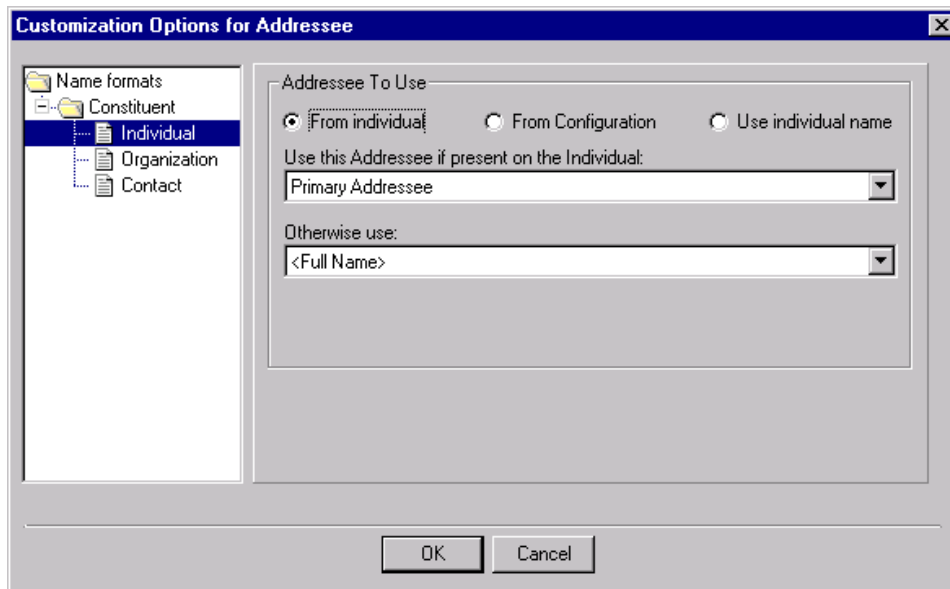 Customization Options for Addressee
Name formats
Constituent
Individual
Organization
Contact
Addressee To Use
From individual From Configuration Use individual name
Use this Addressee if present on the Individual:
Primary Addressee
Otherwise use:
<Full Name>
OK Cancel